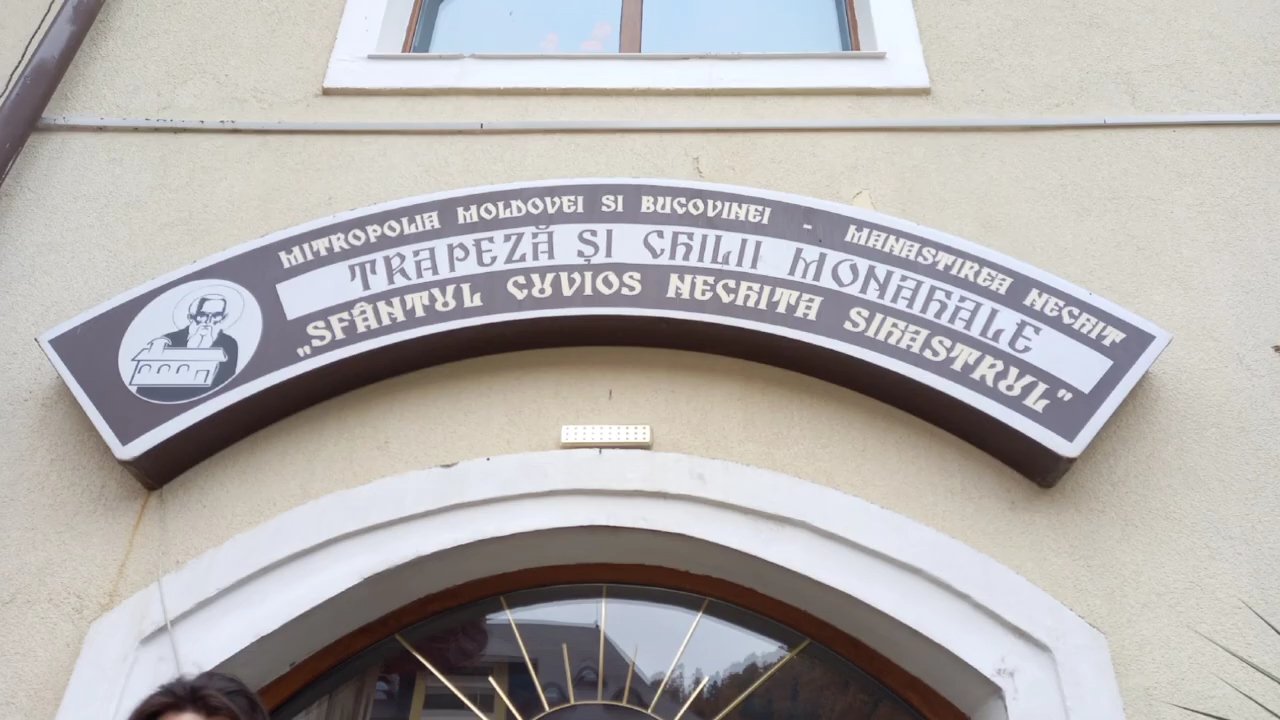 MITROPOLIA MOLDOVEI SI BUCOVINEI - MANASTIREA NECHIT
TRAPEZĂ ȘI CHILII MONAHALE
„SFÂNTUL CUVIOS NECHITA SIHASTRUL”